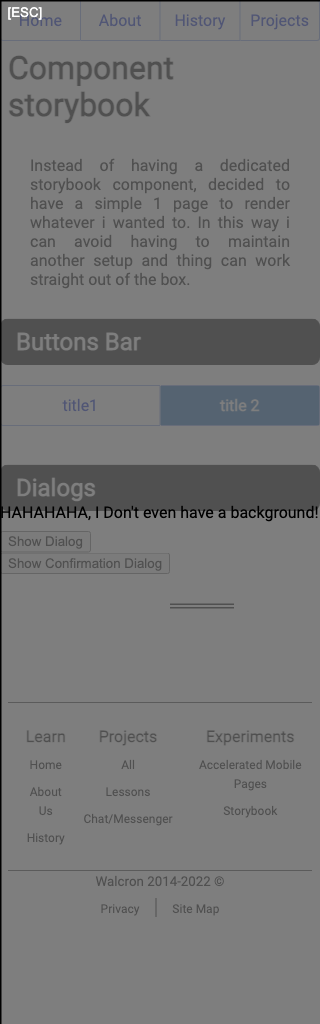 [ESC]
Home About History Projects
Component
storybook
Instead of having a dedicated
storybook component, decided to
have a simple 1 page to render
whatever i wanted to. In this way i
can avoid having to maintain
another setup and thing can work
straight out of the box.
Buttons Bar
title1 title 2
Dialogs
HAHAHAHA, I Don't even have a background!
Show Dialog
Show Confirmation Dialog
Learn
Home
About
Us
History
Projects
All
Lessons
Chat/Messenger
Experiments
Accelerated Mobile
Pages
Storybook
Walcron 2014-2022 ©
Privacy Site Map